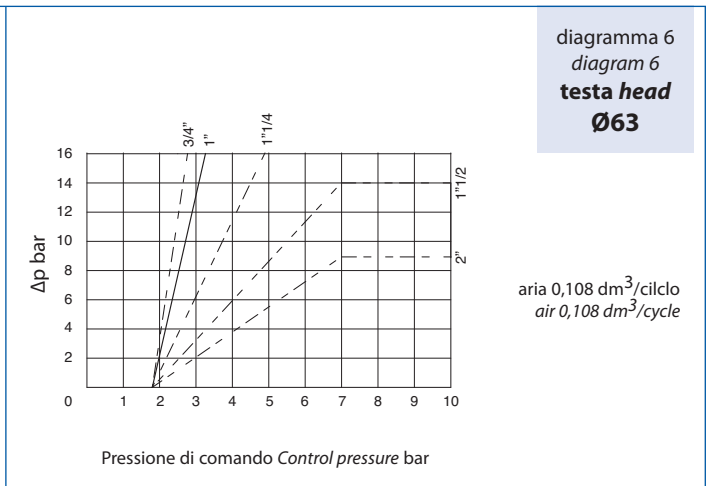 diagramma 6
diagram 6
testa head
Ø63
3/4"
1"
1"1/4
1"1/2
2"
16
14
12
10
8
6
4
2
0 1 2 3 4 5 6 7 8 9 10
Δp bar
Pressione di comando Control pressure bar
aria 0,108 dm³/cilclo
air 0,108 dm³/cycle